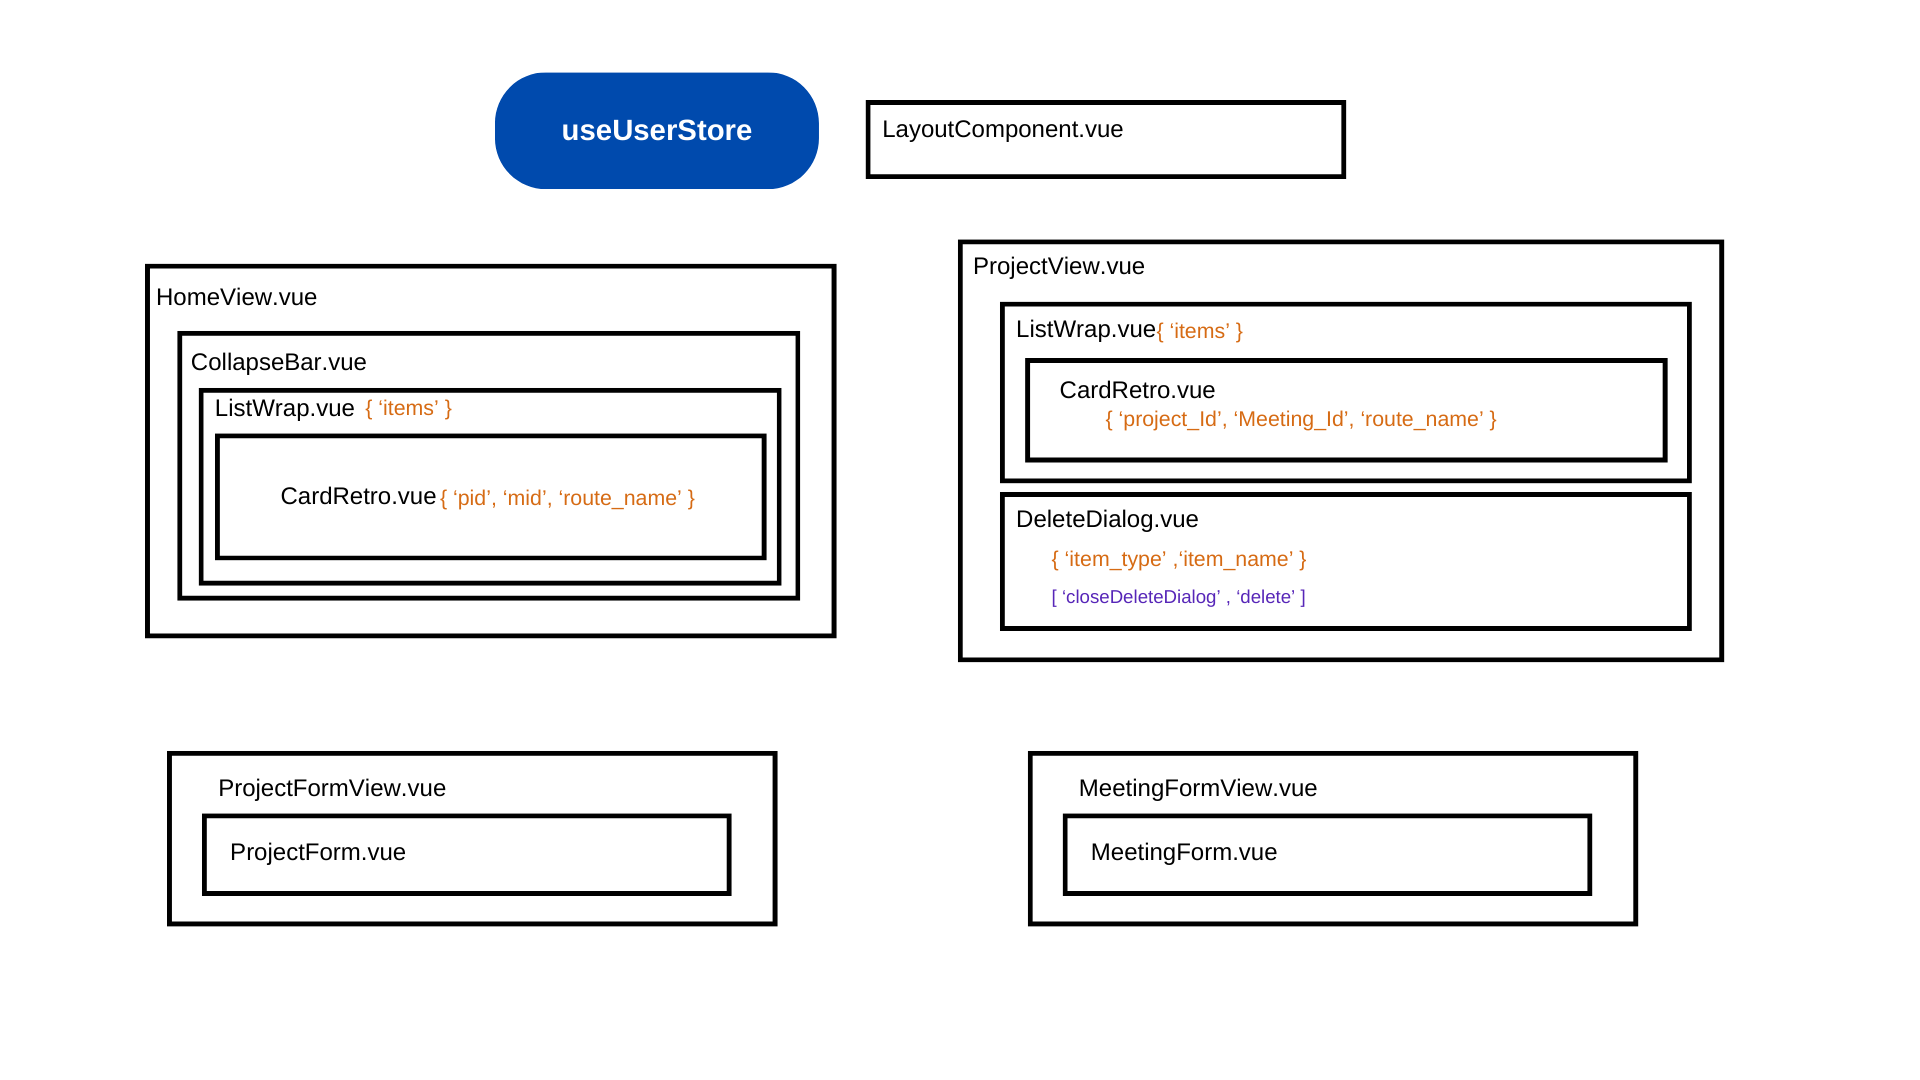 useUserStore
LayoutComponent.vue
HomeView.vue
CollapseBar.vue
ListWrap.vue { ‘items’ }
CardRetro.vue { ‘pid’, ‘mid’, ‘route_name’ }
ProjectView.vue
ListWrap.vue { ‘items’ }
CardRetro.vue
{ ‘project_Id’, ‘Meeting_Id’, ‘route_name’ }
DeleteDialog.vue
{ ‘item_type’ ,‘item_name’ }
[ ‘closeDeleteDialog’ , ‘delete’ ]
ProjectFormView.vue
ProjectForm.vue
MeetingFormView.vue
MeetingForm.vue